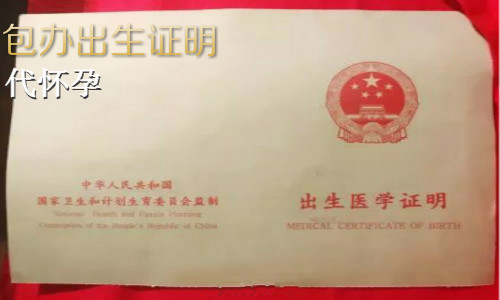 包办出生证明
代怀孕
中华人民共和国
国家卫生和计划生育委员会监制
National Health and Family Planning
Commission of the People's Republic of China
出生医学证明
MEDICAL CERTIFICATE OF BIRTH